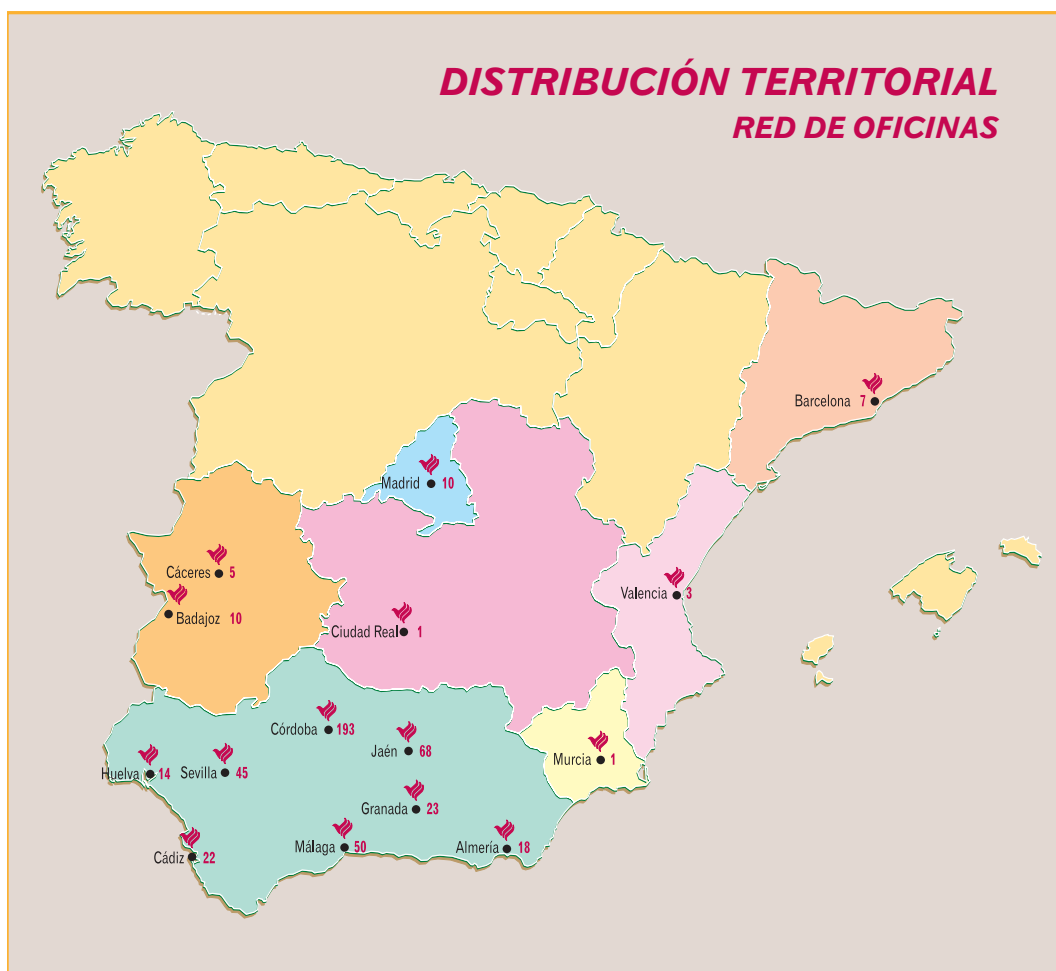 DISTRIBUCIÓN TERRITORIAL
RED DE OFICINAS
Barcelona 7
Madrid 10
Cáceres 5
Valencia 3
Badajoz 10
Ciudad Real 1
Córdoba 193
Jaén 68
Murcia 1
Huelva 14
Sevilla 45
Granada 23
Málaga 50
Almería 18
Cádiz 22